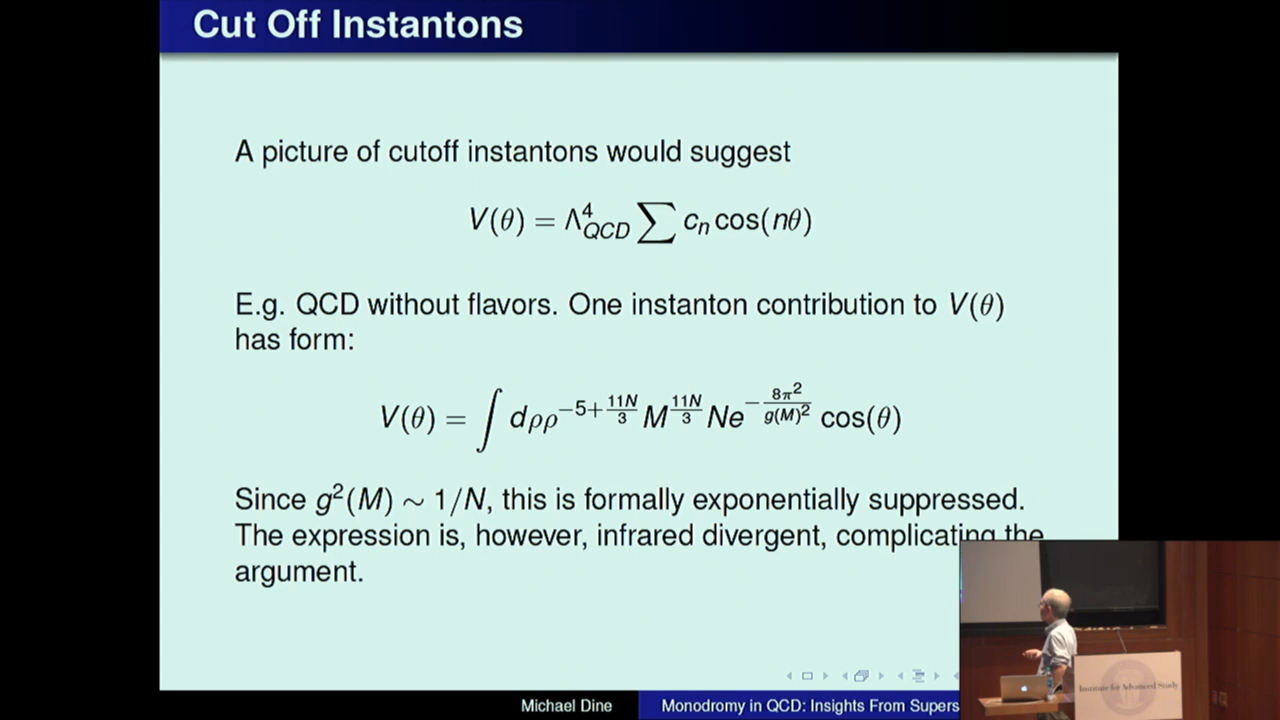 Cut Off Instantons
A picture of cutoff instantons would suggest
V(θ) = Λ⁴_QCD ∑ cₙ cos(nθ)
E.g. QCD without flavors. One instanton contribution to V(θ)
has form:
V(θ) = ∫ dρρ^{−5+\frac{11N}{3}} M^{\frac{11N}{3}} Ne^{−\frac{8π²}{g(M)²}} cos(θ)
Since g²(M) ∼ 1/N, this is formally exponentially suppressed.
The expression is, however, infrared divergent, complicating the
argument.
Institute for Advanced Study
Michael Dine
Monodromy in QCD: Insights From Supers